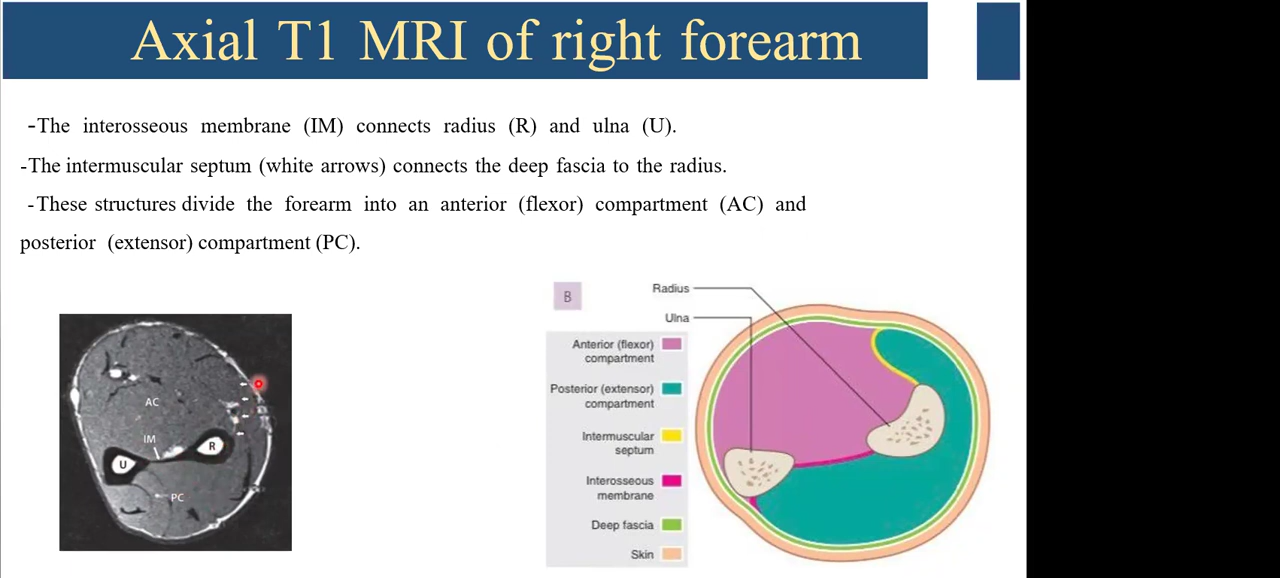 Axial T1 MRI of right forearm
-The interosseous membrane (IM) connects radius (R) and ulna (U).
-The intermuscular septum (white arrows) connects the deep fascia to the radius.
-These structures divide the forearm into an anterior (flexor) compartment (AC) and
posterior (extensor) compartment (PC).
AC
IM
R
U
PC
B
Radius
Ulna
Anterior (flexor)
compartment
Posterior (extensor)
compartment
Intermuscular
septum
Interosseous
membrane
Deep fascia
Skin